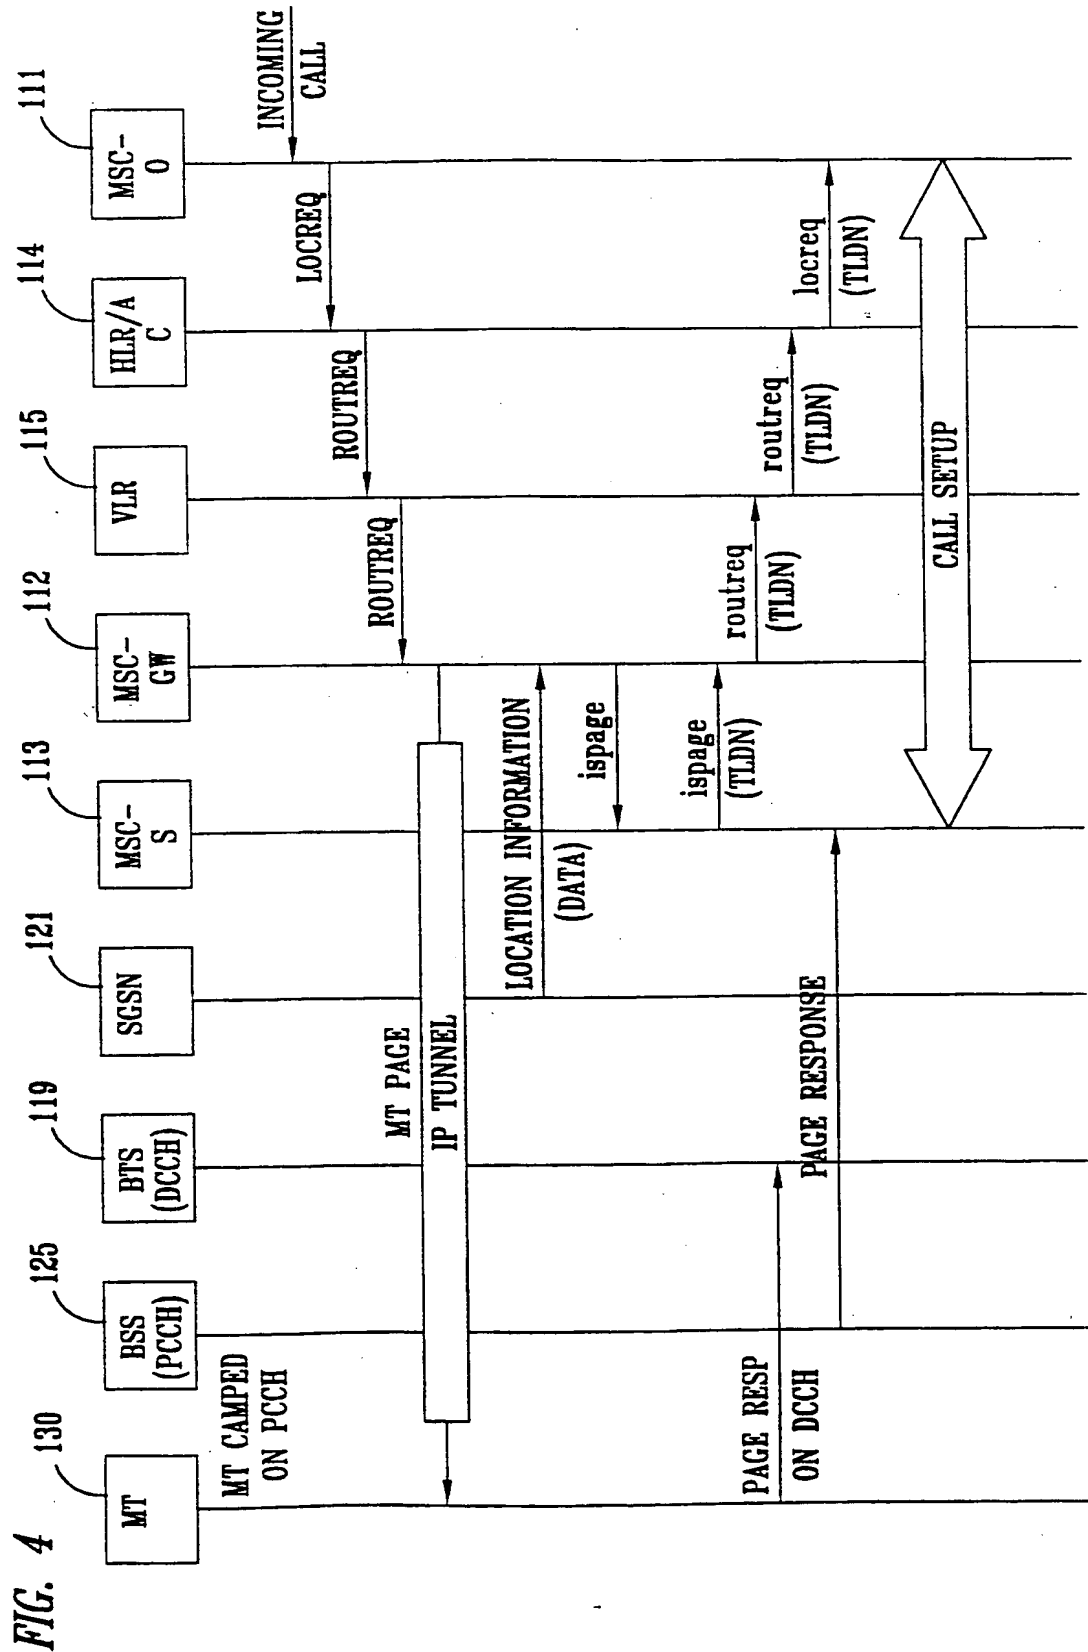 FIG. 4
130
125
119
121
113
112
115
114
111
MT
BSS
(PCCH)
BTS
(DCCH)
SGSN
MSC-
S
MSC-
GW
VLR
HLR/A
C
MSC-
O
MT CAMPED
ON PCCH
INCOMING
CALL
LOCREQ
ROUTREQ
ROUTREQ
MT PAGE
IP TUNNEL
LOCATION INFORMATION
(DATA)
ispage
ispage
(TLDN)
routreq
(TLDN)
PAGE RESP
ON DCCH
routreq
(TLDN)
PAGE RESPONSE
locreq
(TLDN)
CALL SETUP